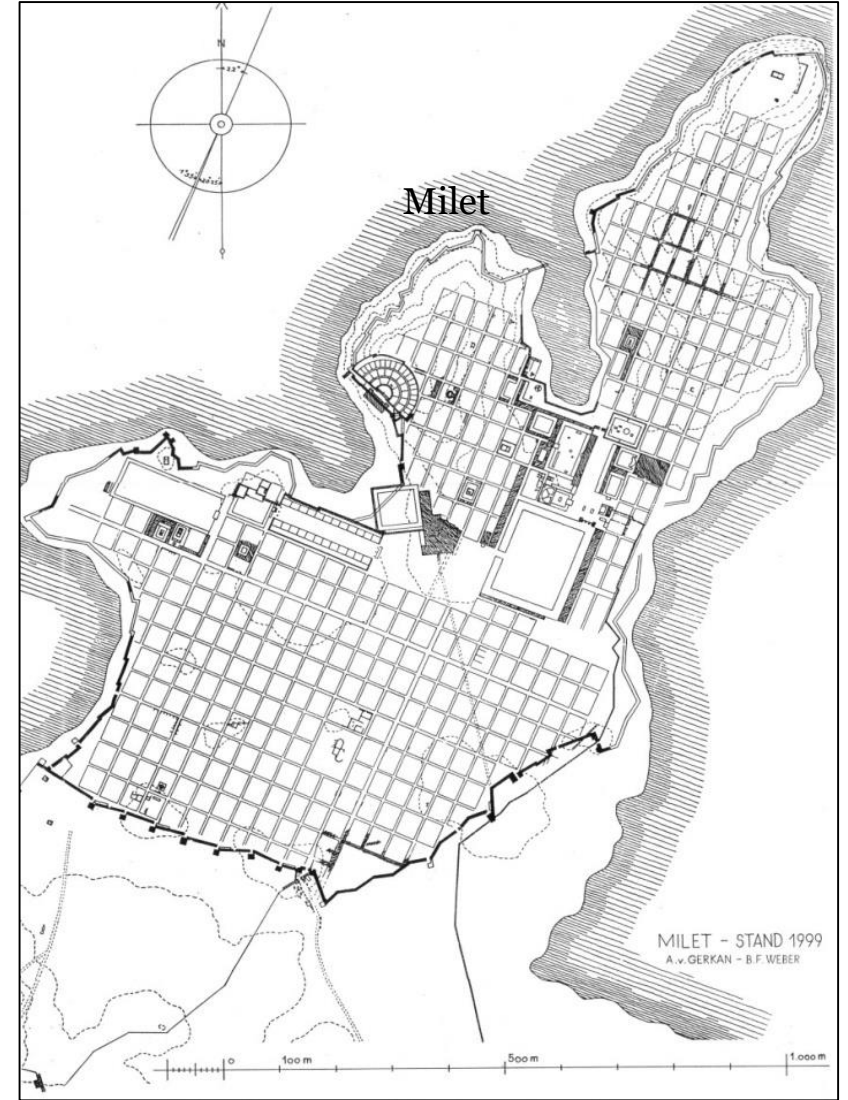 N
Milet
MILET - STAND 1999
A.v. GERKAN - B.F. WEBER
0 100 m 500 m 1.000 m